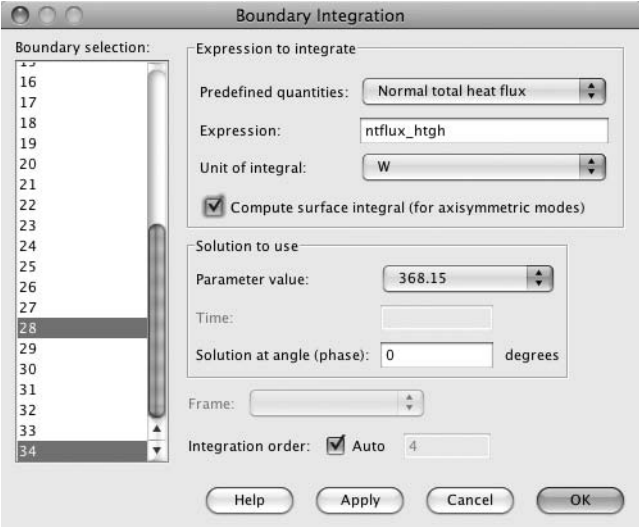 Boundary Integration
Boundary selection:
15
16
17
18
19
20
21
22
23
24
25
26
27
28
29
30
31
32
33
34
Expression to integrate
Predefined quantities: Normal total heat flux
Expression: ntflux_htgh
Unit of integral: W
Compute surface integral (for axisymmetric modes)
Solution to use
Parameter value: 368.15
Time:
Solution at angle (phase): 0 degrees
Frame:
Integration order: Auto 4
Help Apply Cancel OK